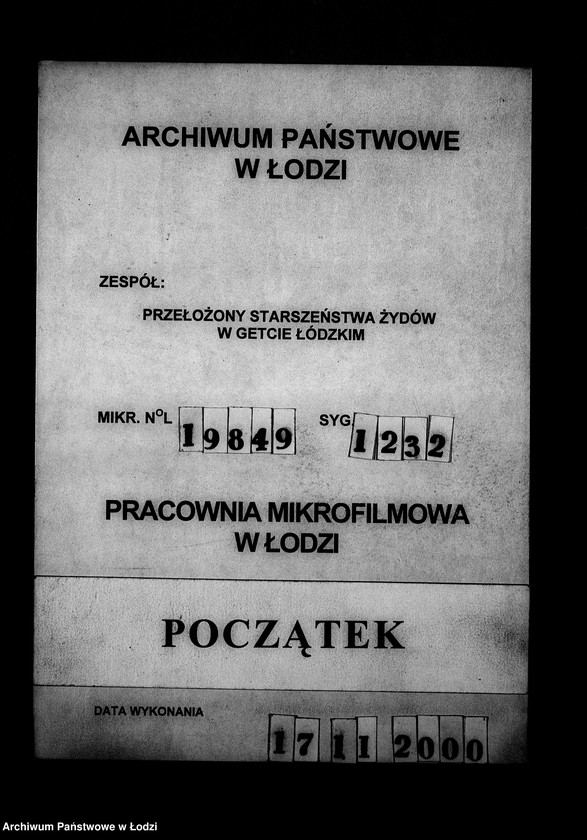 ARCHIWUM PAŃSTWOWE
W ŁODZI
ZESPÓŁ:
PRZEŁOŻONY STARSZEŃSTWA ŻYDÓW
W GETCIE ŁÓDZKIM
MIKR. NOL 19849 SYG 1232
PRACOWNIA MIKROFILMOWA
W ŁODZI
POCZĄTEK
DATA WYKONANIA
17 11 2000
Archiwum Państwowe w Łodzi